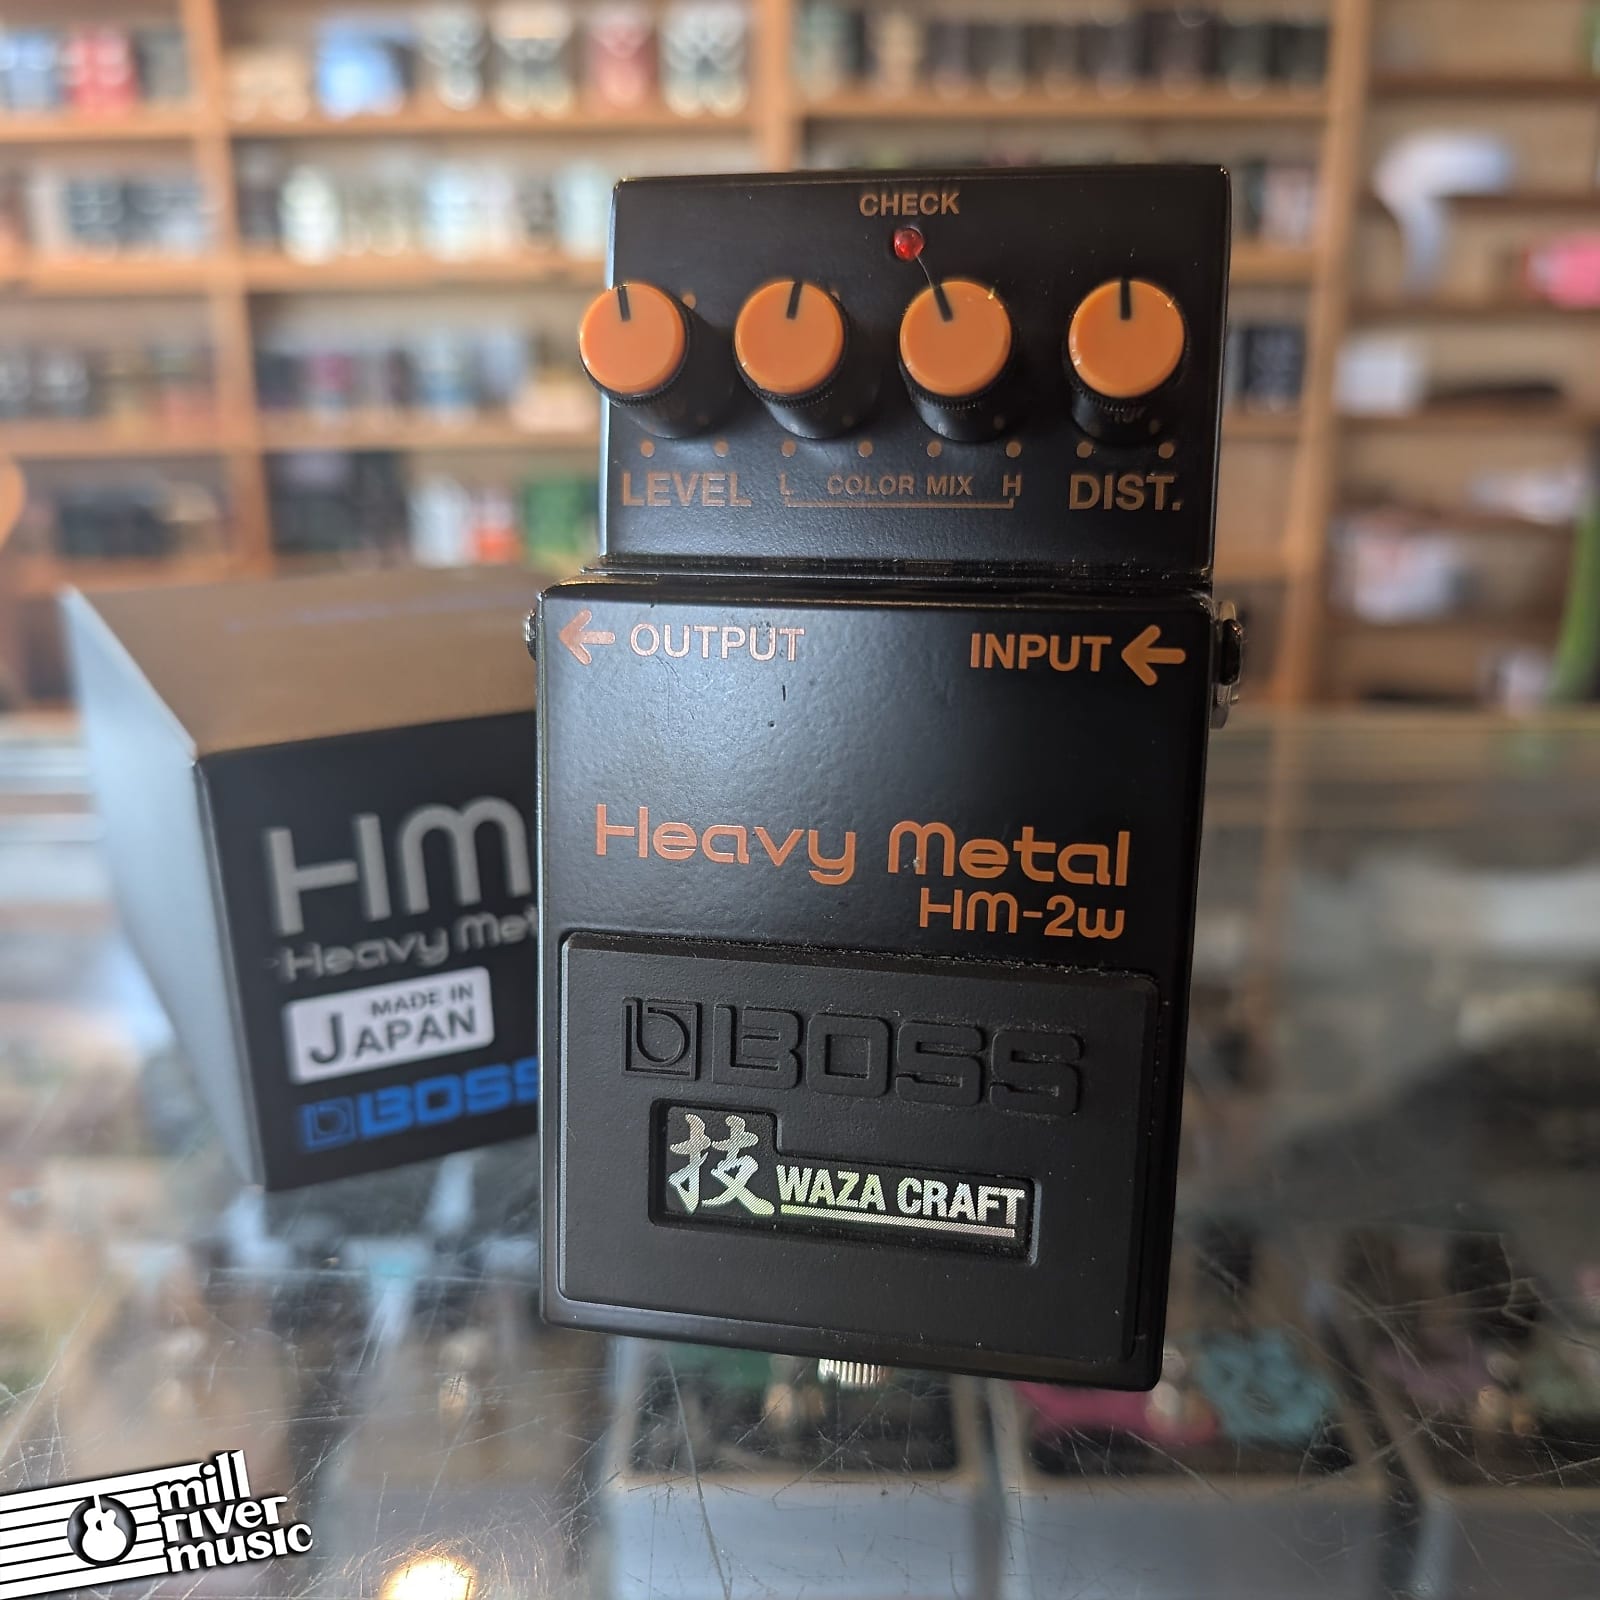 CHECK
LEVEL L COLOR MIX H DIST.
OUTPUT INPUT
Heavy Metal
HM-2w
BOSS
技 WAZA CRAFT
HM
Heavy Met
MADE IN
JAPAN
BOSS
mill
river
music